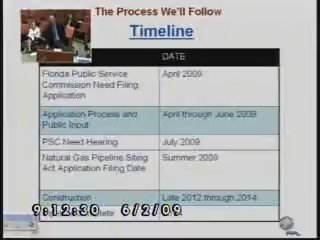 The Process We'll Follow
Timeline
DATE
Florida Public Service
Commission Need Filing
Application
April 2009
Application Process and
Public Input
April through June 2009
PSC Need Hearing
July 2009
Natural Gas Pipeline Siting
Act Application Filing Date
Summer 2009
Construction
Late 2012 through 2014
9:12:30 6/2/09